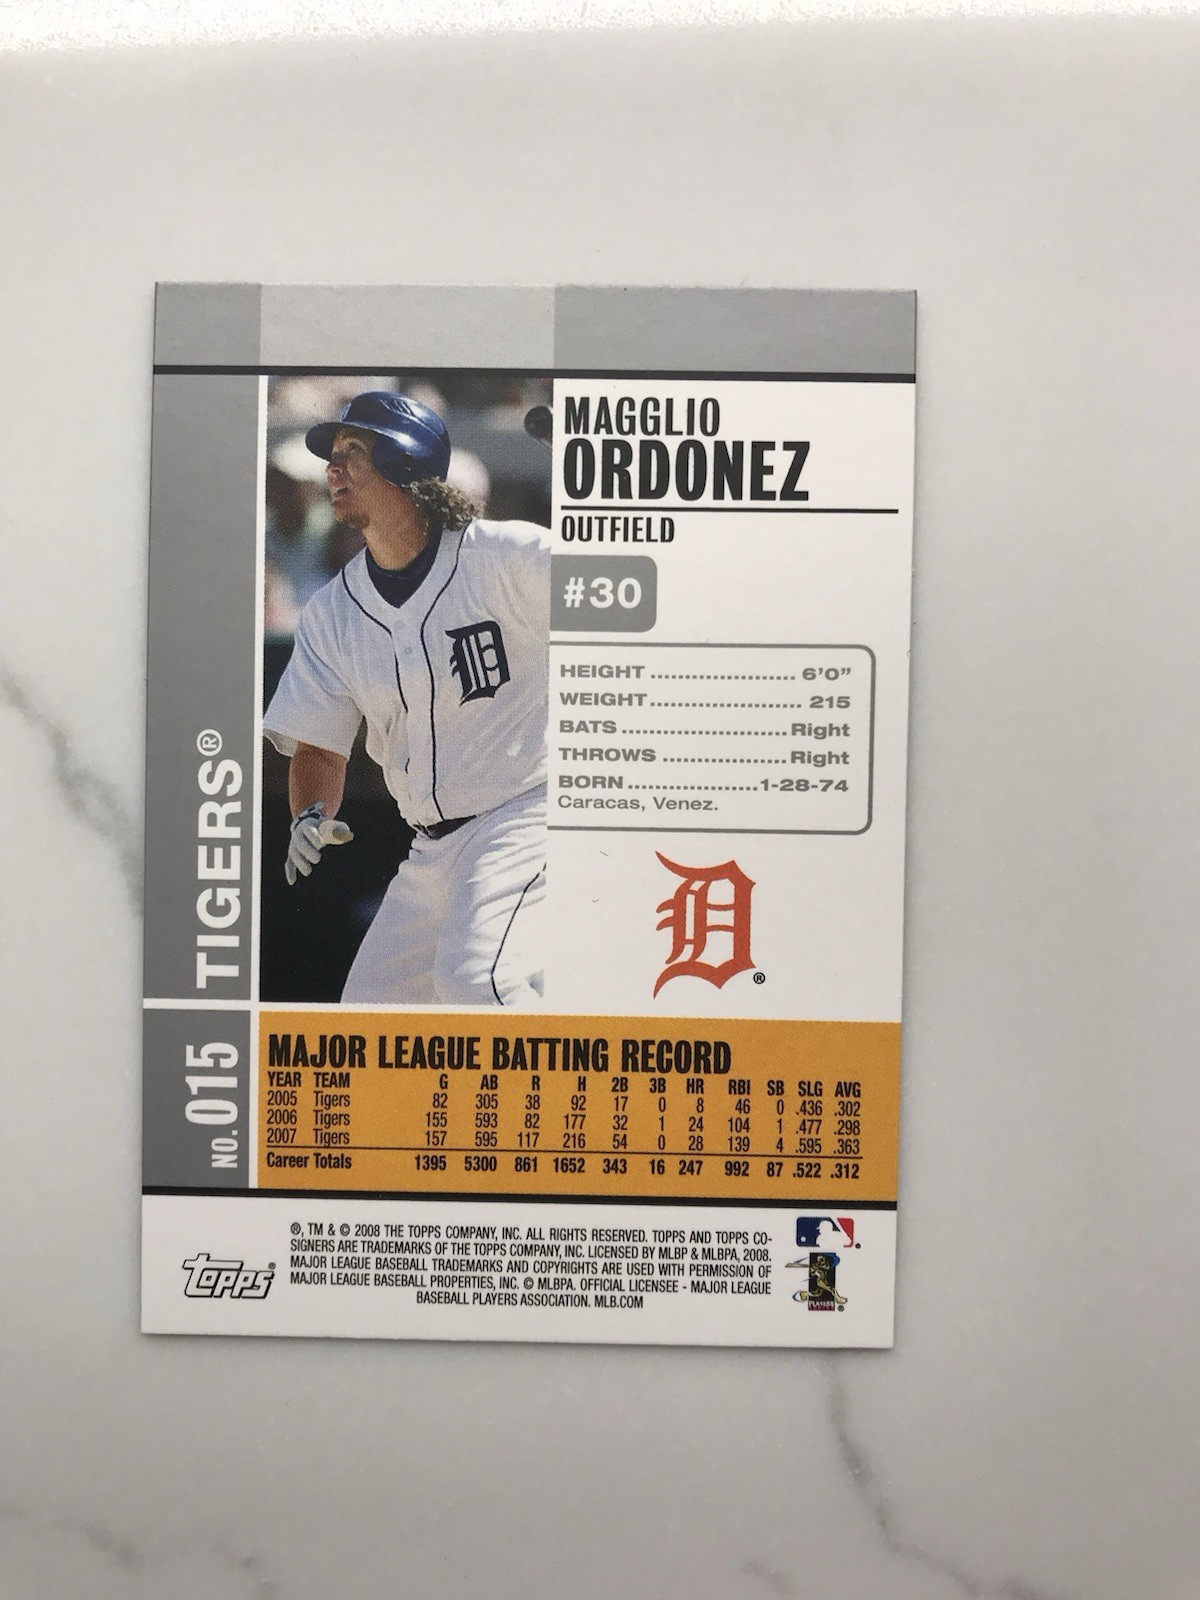 MAGGLIO
ORDONEZ
OUTFIELD
#30
HEIGHT ..................... 6'0"
WEIGHT...................... 215
BATS ........................ Right
THROWS .................. Right
BORN ...................1-28-74
Caracas, Venez.
D®
TIGERS®
NO. 015
MAJOR LEAGUE BATTING RECORD
YEAR TEAM G AB R H 2B 3B HR RBI SB SLG AVG
2005 Tigers 82 305 38 92 17 0 8 46 0 .436 .302
2006 Tigers 155 593 82 177 32 1 24 104 1 .477 .298
2007 Tigers 157 595 117 216 54 0 28 139 4 .595 .363
Career Totals 1395 5300 861 1652 343 16 247 992 87 .522 .312
topps®
®, TM & © 2008 THE TOPPS COMPANY, INC. ALL RIGHTS RESERVED. TOPPS AND TOPPS CO-
SIGNERS ARE TRADEMARKS OF THE TOPPS COMPANY, INC. LICENSED BY MLBP & MLBPA, 2008.
MAJOR LEAGUE BASEBALL TRADEMARKS AND COPYRIGHTS ARE USED WITH PERMISSION OF
MAJOR LEAGUE BASEBALL PROPERTIES, INC. © MLBPA. OFFICIAL LICENSEE - MAJOR LEAGUE
BASEBALL PLAYERS ASSOCIATION. MLB.COM